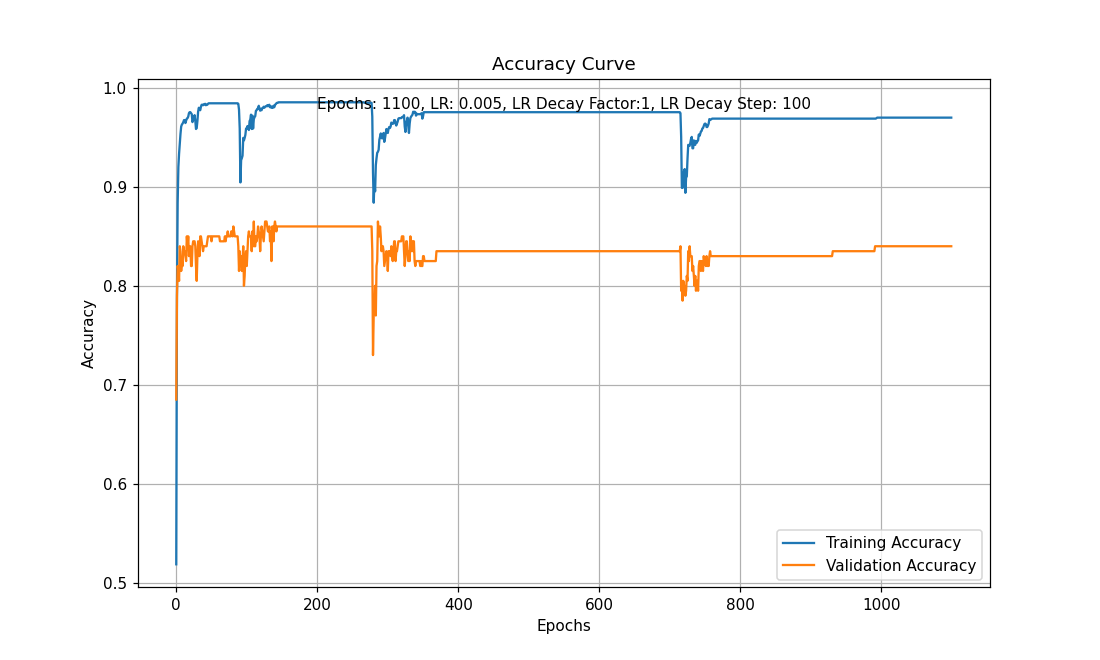 Accuracy Curve
Epochs: 1100, LR: 0.005, LR Decay Factor:1, LR Decay Step: 100
1.0
0.9
0.8
0.7
0.6
0.5
Accuracy
Training Accuracy
Validation Accuracy
0 200 400 600 800 1000
Epochs